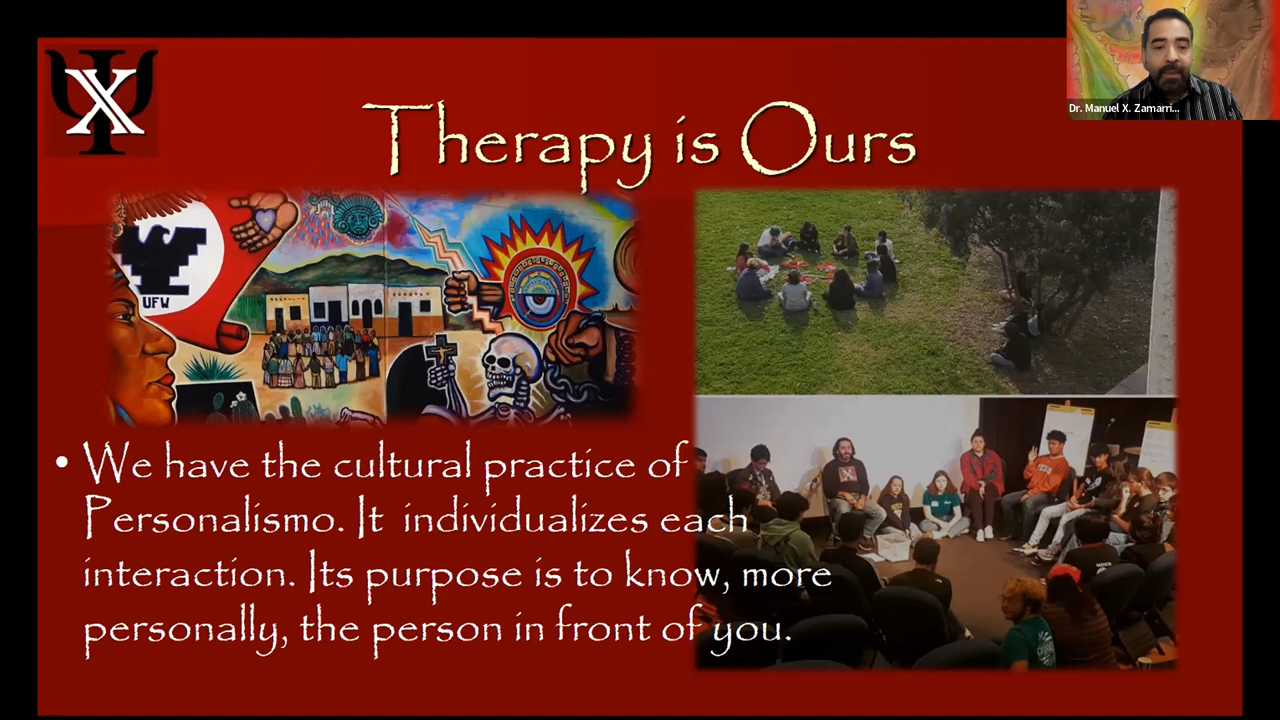 Dr. Manuel X. Zamarri...
X
Therapy is Ours
UFW
• We have the cultural practice of
Personalismo. It individualizes each
interaction. Its purpose is to know, more
personally, the person in front of you.